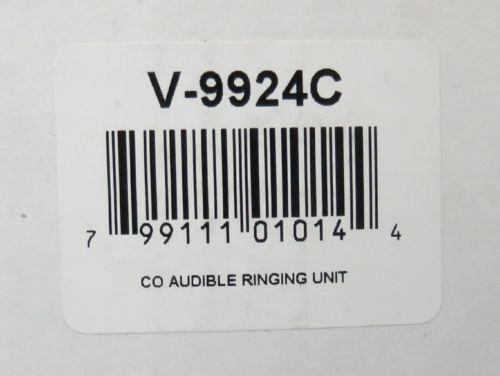 V-9924C
7 99111 01014 4
CO AUDIBLE RINGING UNIT